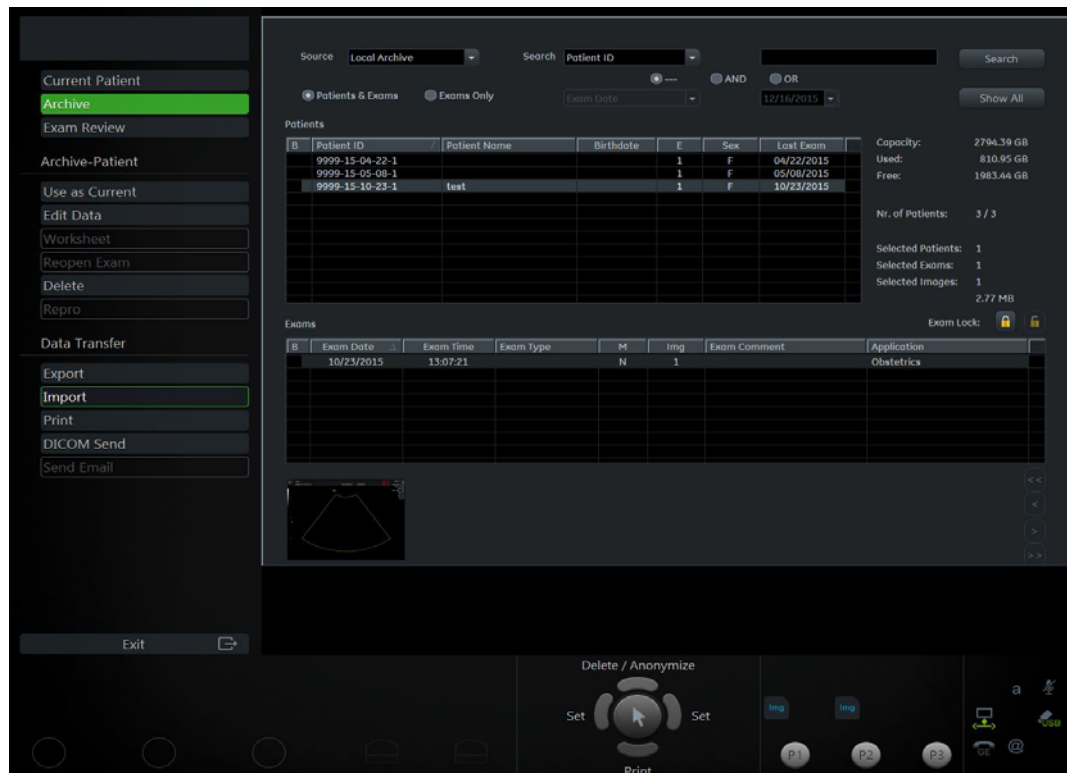 Current Patient
Archive
Exam Review
Archive-Patient
Use as Current
Edit Data
Worksheet
Reopen Exam
Delete
Repro
Data Transfer
Export
Import
Print
DICOM Send
Send Email
Exit
Source Local Archive Search Patient ID Search
--- AND OR
Patients & Exams Exams Only Exam Date 12/16/2015 Show All
Patients
B Patient ID / Patient Name Birthdate E Sex Last Exam
9999-15-04-22-1 1 F 04/22/2015
9999-15-05-08-1 1 F 05/08/2015
9999-15-10-23-1 test 1 F 10/23/2015
Capacity: 2794.39 GB
Used: 810.95 GB
Free: 1983.44 GB
Nr. of Patients: 3 / 3
Selected Patients: 1
Selected Exams: 1
Selected Images: 1
2.77 MB
Exams
Exam Lock:
B Exam Date Exam Time Exam Type M Img Exam Comment Application
10/23/2015 13:07:21 N 1 Obstetrics
<<
<
>
>>
Delete / Anonymize
Set Set
Print
Img Img
P1 P2 P3
a
USB
GE @